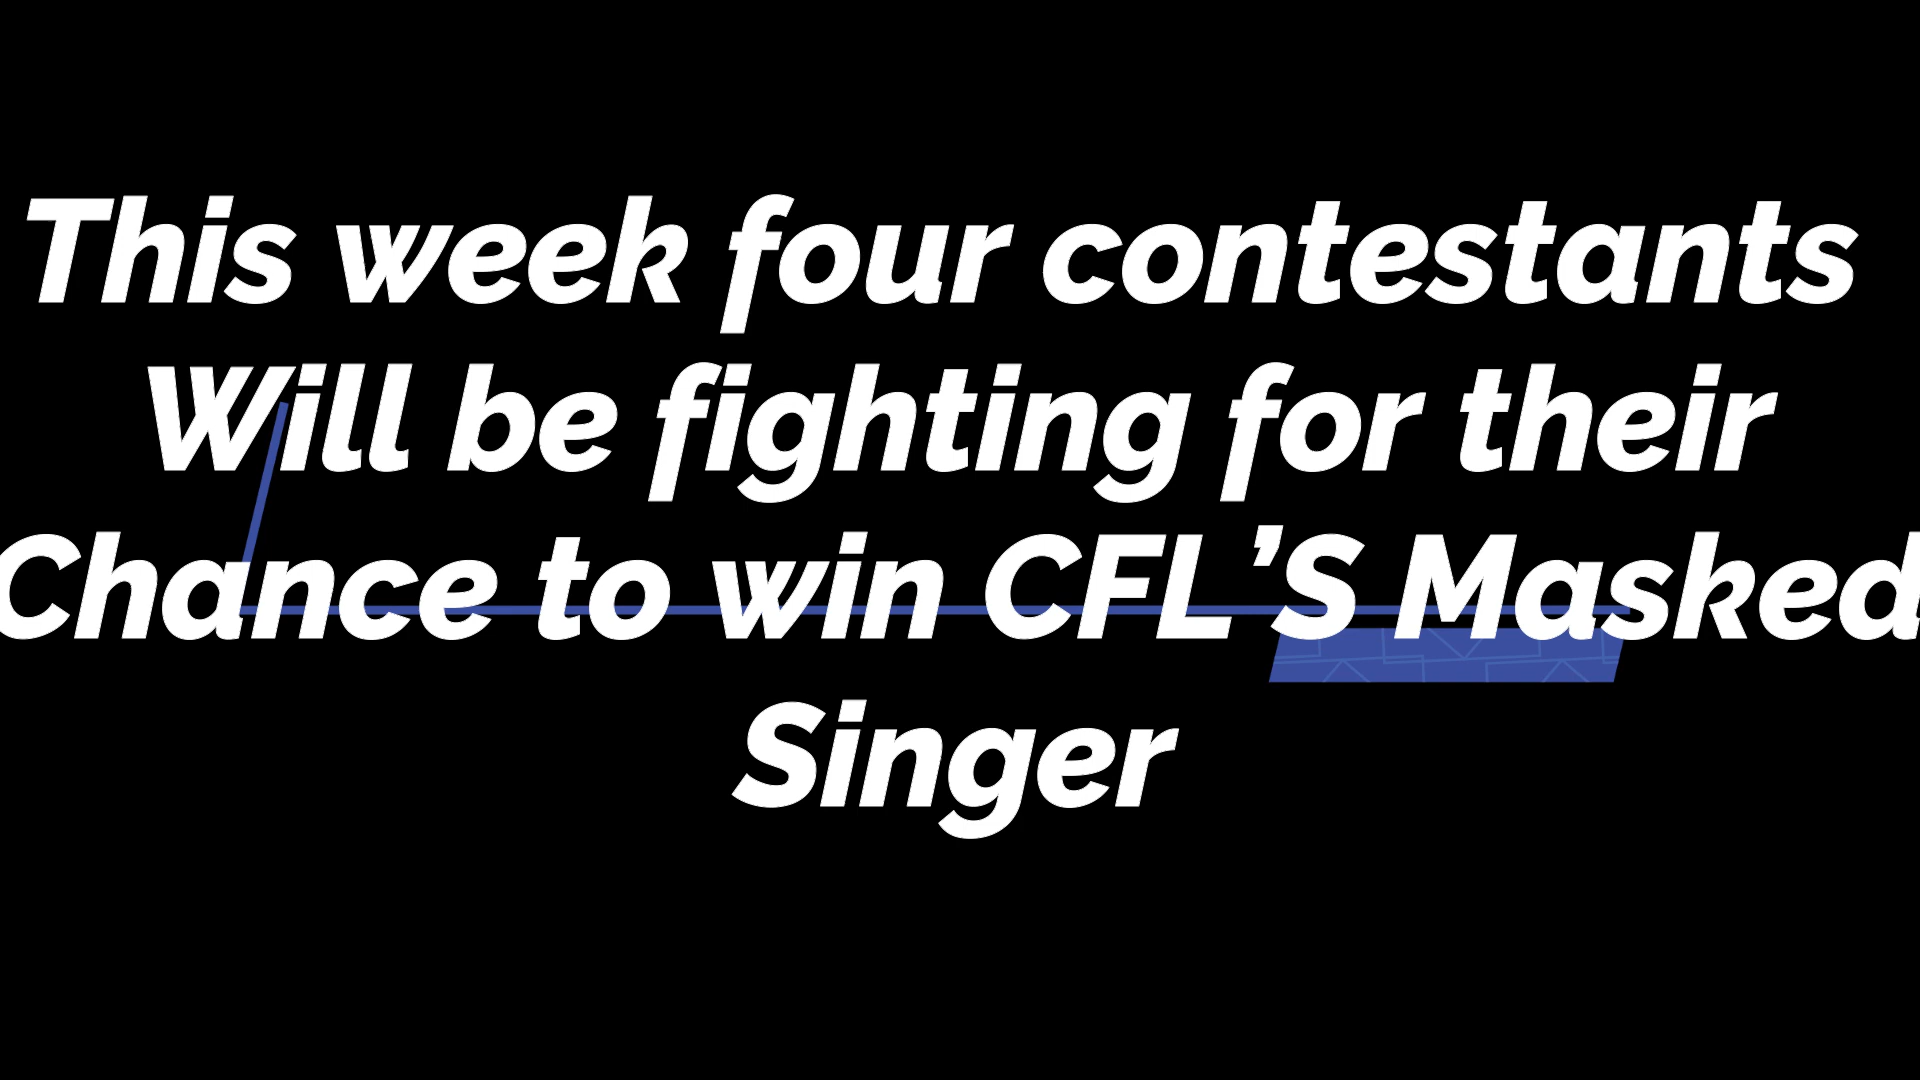 This week four contestants
Will be fighting for their
Chance to win CFL’S Masked
Singer